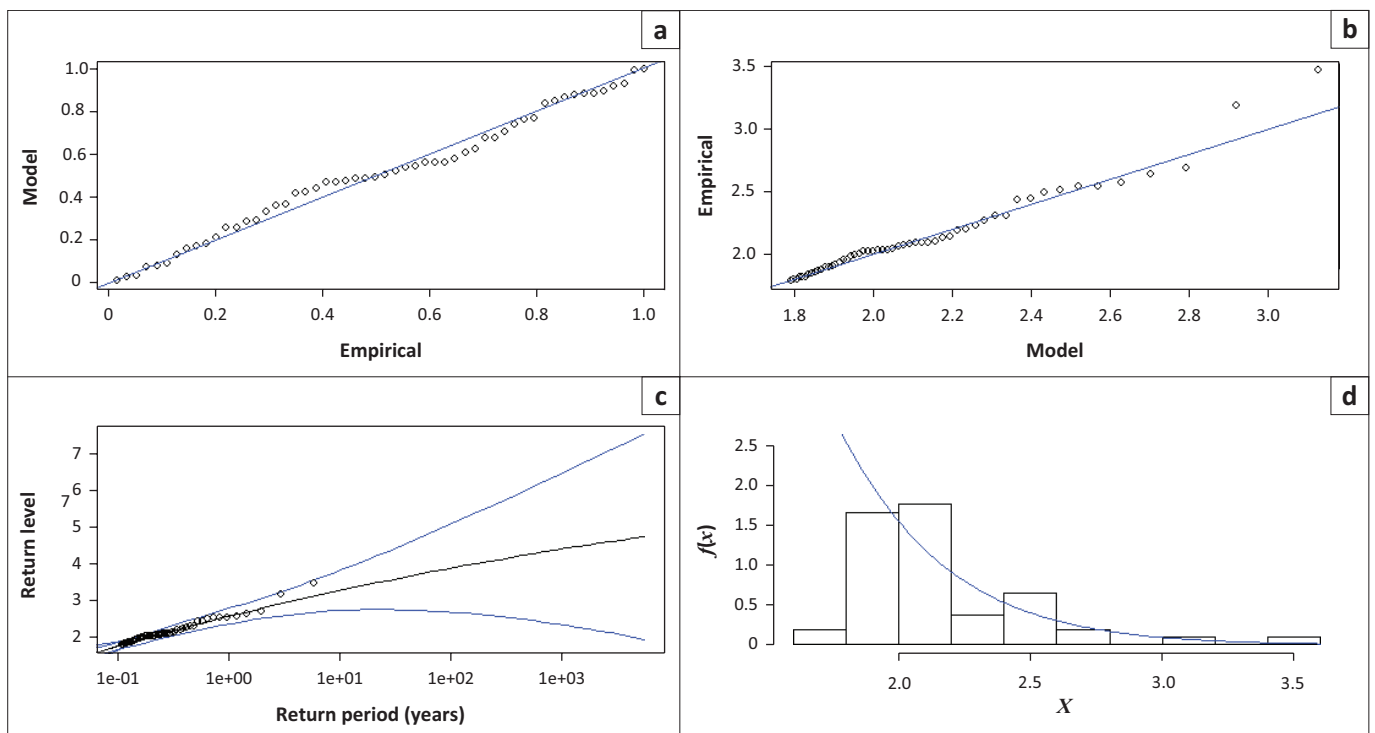 a
1.0
0.8
0.6
0.4
0.2
0
Model
0 0.2 0.4 0.6 0.8 1.0
Empirical
b
3.5
3.0
2.5
2.0
Empirical
1.8 2.0 2.2 2.4 2.6 2.8 3.0
Model
c
7
6
7
5
4
3
2
Return level
1e-01 1e+00 1e+01 1e+02 1e+03
Return period (years)
d
2.5
2.0
1.5
1.0
0.5
0
f(x)
2.0 2.5 3.0 3.5
X